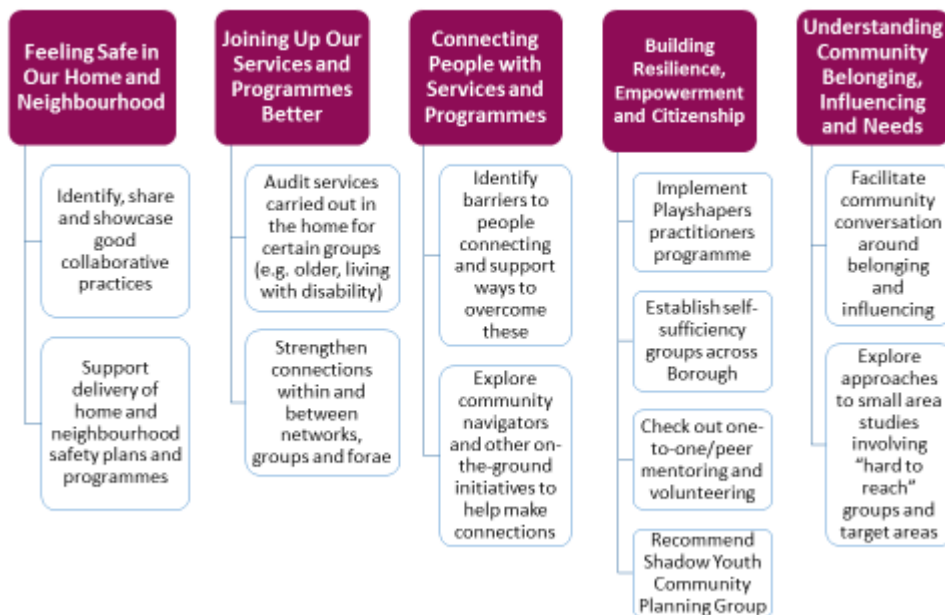 Feeling Safe in
Our Home and
Neighbourhood
Identify, share
and showcase
good
collaborative
practices
Support
delivery of
home and
neighbourhood
safety plans and
programmes
Joining Up Our
Services and
Programmes
Better
Audit services
carried out in
the home for
certain groups
(e.g. older, living
with disability)
Strengthen
connections
within and
between
networks,
groups and forae
Connecting
People with
Services and
Programmes
Identify
barriers to
people
connecting
and support
ways to
overcome
these
Explore
community
navigators
and other on-
the-ground
initiatives to
help make
connections
Building
Resilience,
Empowerment
and Citizenship
Implement
Playshapers
practitioners
programme
Establish self-
sufficiency
groups across
Borough
Check out one-
to-one/peer
mentoring and
volunteering
Recommend
Shadow Youth
Community
Planning Group
Understanding
Community
Belonging,
Influencing
and Needs
Facilitate
community
conversation
around
belonging
and
influencing
Explore
approaches
to small area
studies
involving
“hard to
reach”
groups and
target areas